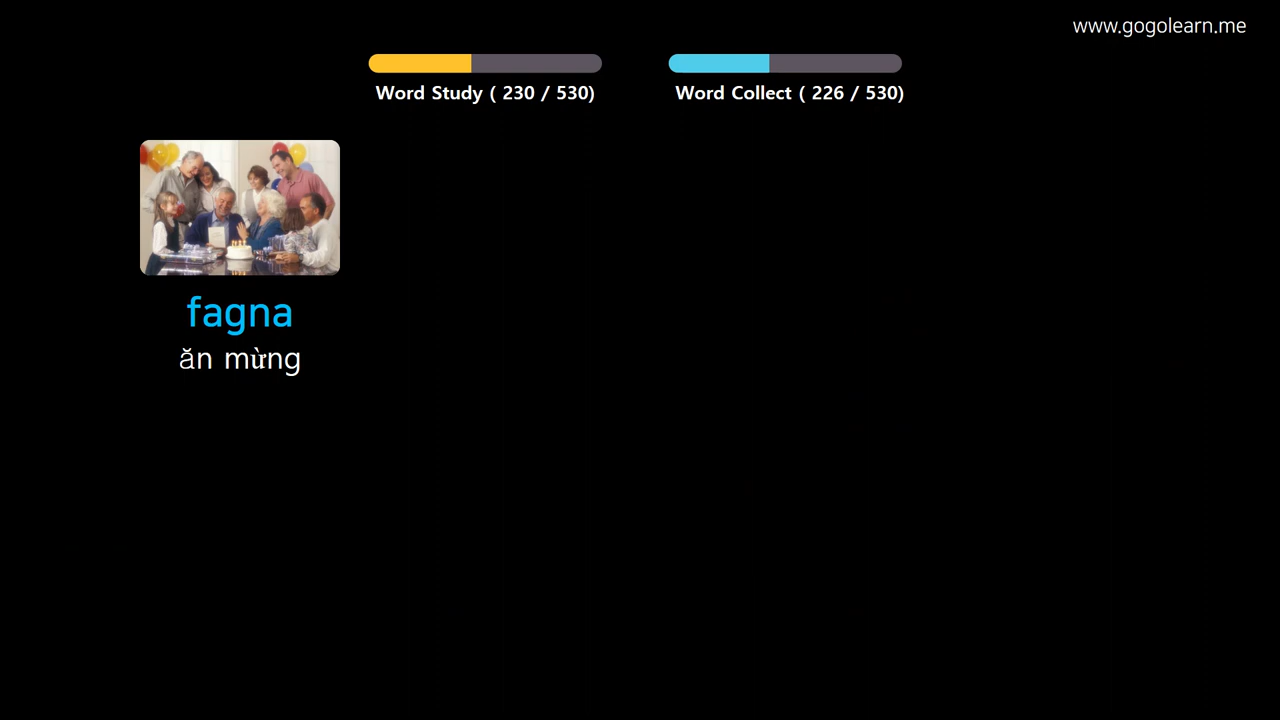 www.gogolearn.me
Word Study ( 230 / 530)
Word Collect ( 226 / 530)
fagna
ăn mừng